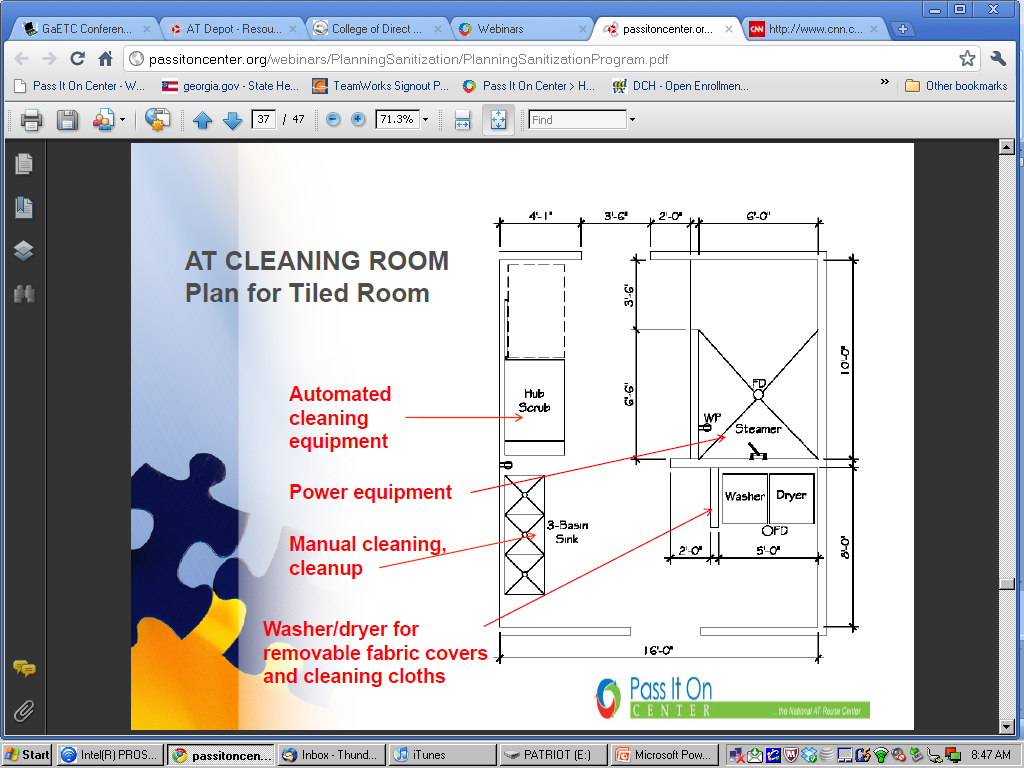 GaETC Conferen...
AT Depot - Resou...
College of Direct ...
Webinars
passitoncenter.or...
CNN http://www.cnn.c...
passitoncenter.org/webinars/PlanningSanitization/PlanningSanitizationProgram.pdf
Pass It On Center - W...
georgia.gov - State He...
TeamWorks Signout P...
Pass It On Center > H...
DCH - Open Enrollmen...
»
Other bookmarks
37 / 47
71.3%
Find
4'-1"
3'-6"
2'-0"
6'-0"
AT CLEANING ROOM
Plan for Tiled Room
3'-6"
6'-6"
10'-0"
Automated
cleaning
equipment
Hub
Scrub
FD
WP
Steamer
Power equipment
Washer
Dryer
FD
3-Basin
Sink
Manual cleaning,
cleanup
2'-0"
5'-0"
8'-0"
Washer/dryer for
removable fabric covers
and cleaning cloths
16'-0"
Pass It On
CENTER
... the National AT Reuse Center
Start
Intel(R) PROS...
passitoncen...
Inbox - Thund...
iTunes
PATRIOT (E:)
Microsoft Pow...
8:47 AM